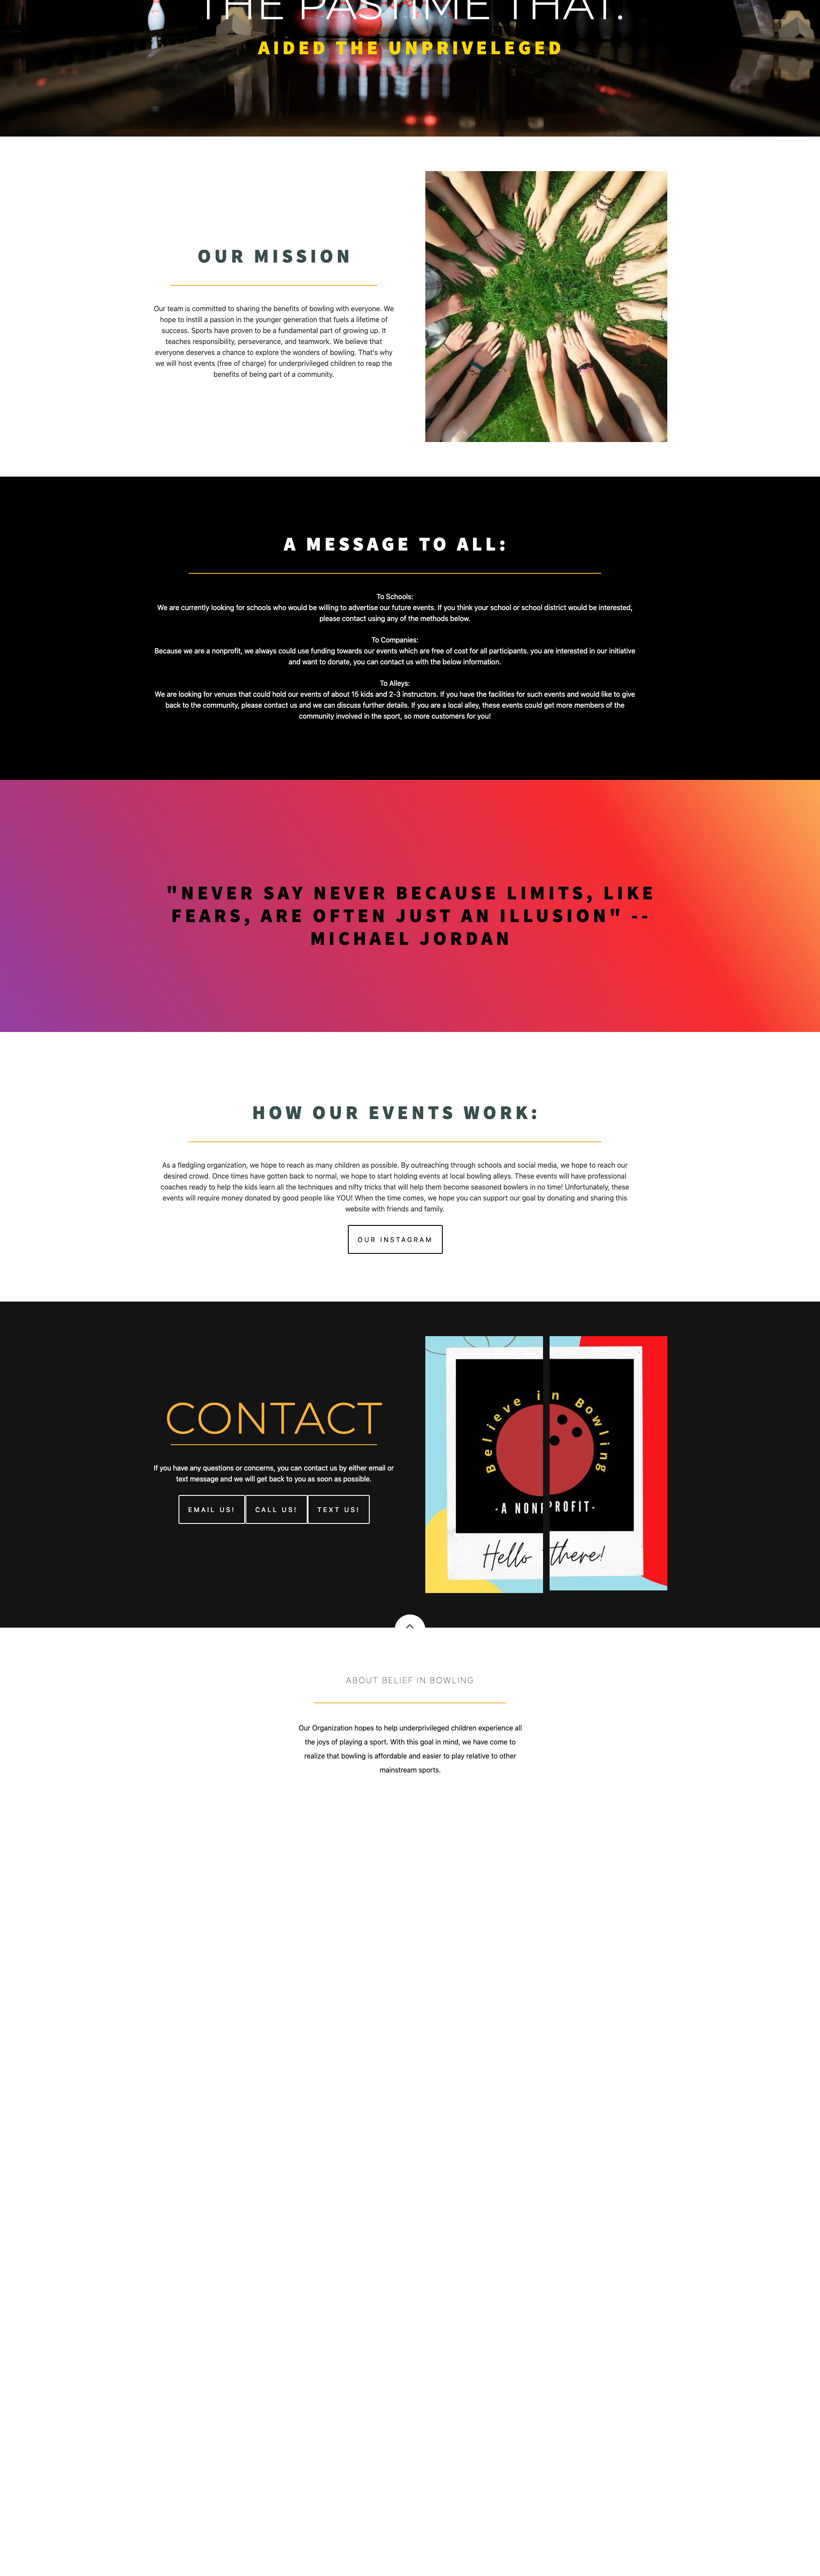 THE PASTIME THAT.
AIDED THE UNPRIVELEGED
OUR MISSION
Our team is committed to sharing the benefits of bowling with everyone. We
hope to instill a passion in the younger generation that fuels a lifetime of
success. Sports have proven to be a fundamental part of growing up. It
teaches responsibility, perseverance, and teamwork. We believe that
everyone deserves a chance to explore the wonders of bowling. That's why
we will host events (free of charge) for underprivileged children to reap the
benefits of being part of a community.
A MESSAGE TO ALL:
To Schools:
We are currently looking for schools who would be willing to advertise our future events. If you think your school or school district would be interested,
please contact using any of the methods below.
To Companies:
Because we are a nonprofit, we always could use funding towards our events which are free of cost for all participants. you are interested in our initiative
and want to donate, you can contact us with the below information.
To Alleys:
We are looking for venues that could hold our events of about 15 kids and 2-3 instructors. If you have the facilities for such events and would like to give
back to the community, please contact us and we can discuss further details. If you are a local alley, these events could get more members of the
community involved in the sport, so more customers for you!
"NEVER SAY NEVER BECAUSE LIMITS, LIKE
FEARS, ARE OFTEN JUST AN ILLUSION" --
MICHAEL JORDAN
HOW OUR EVENTS WORK:
As a fledgling organization, we hope to reach as many children as possible. By outreaching through schools and social media, we hope to reach our
desired crowd. Once times have gotten back to normal, we hope to start holding events at local bowling alleys. These events will have professional
coaches ready to help the kids learn all the techniques and nifty tricks that will help them become seasoned bowlers in no time! Unfortunately, these
events will require money donated by good people like YOU! When the time comes, we hope you can support our goal by donating and sharing this
website with friends and family.
OUR INSTAGRAM
CONTACT
If you have any questions or concerns, you can contact us by either email or
text message and we will get back to you as soon as possible.
EMAIL US!
CALL US!
TEXT US!
Believe in Bowling
-A NONPROFIT-
Hello there!
ABOUT BELIEF IN BOWLING
Our Organization hopes to help underprivileged children experience all
the joys of playing a sport. With this goal in mind, we have come to
realize that bowling is affordable and easier to play relative to other
mainstream sports.